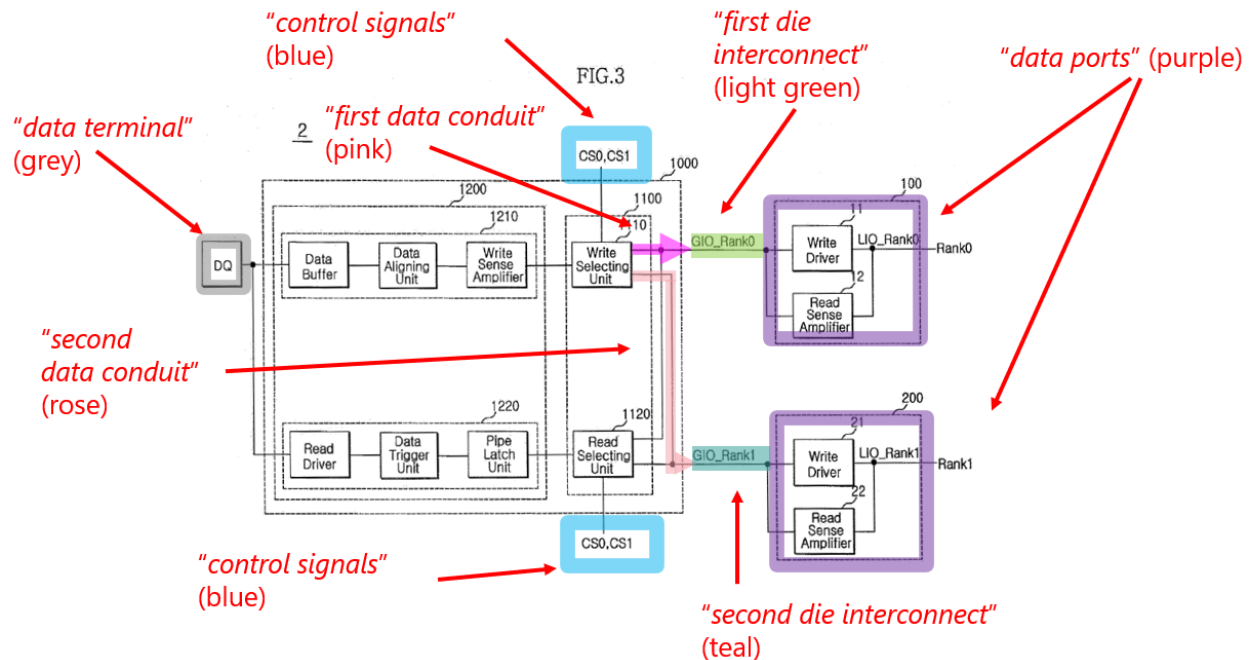 “control signals”
(blue)
“first die
interconnect”
(light green)
“data ports” (purple)
FIG.3
“data terminal”
(grey)
2
“first data conduit”
(pink)
CS0,CS1
1000
1200
1210
1100
110
100
DQ
Data
Buffer
Data
Aligning
Unit
Write
Sense
Amplifier
Write
Selecting
Unit
GIO_Rank0
11
Write
Driver
LIO_Rank0
Rank0
12
Read
Sense
Amplifier
“second
data conduit”
(rose)
1220
1120
200
Read
Driver
Data
Trigger
Unit
Pipe
Latch
Unit
Read
Selecting
Unit
GIO_Rank1
21
Write
Driver
LIO_Rank1
Rank1
22
Read
Sense
Amplifier
CS0,CS1
“control signals”
(blue)
“second die interconnect”
(teal)